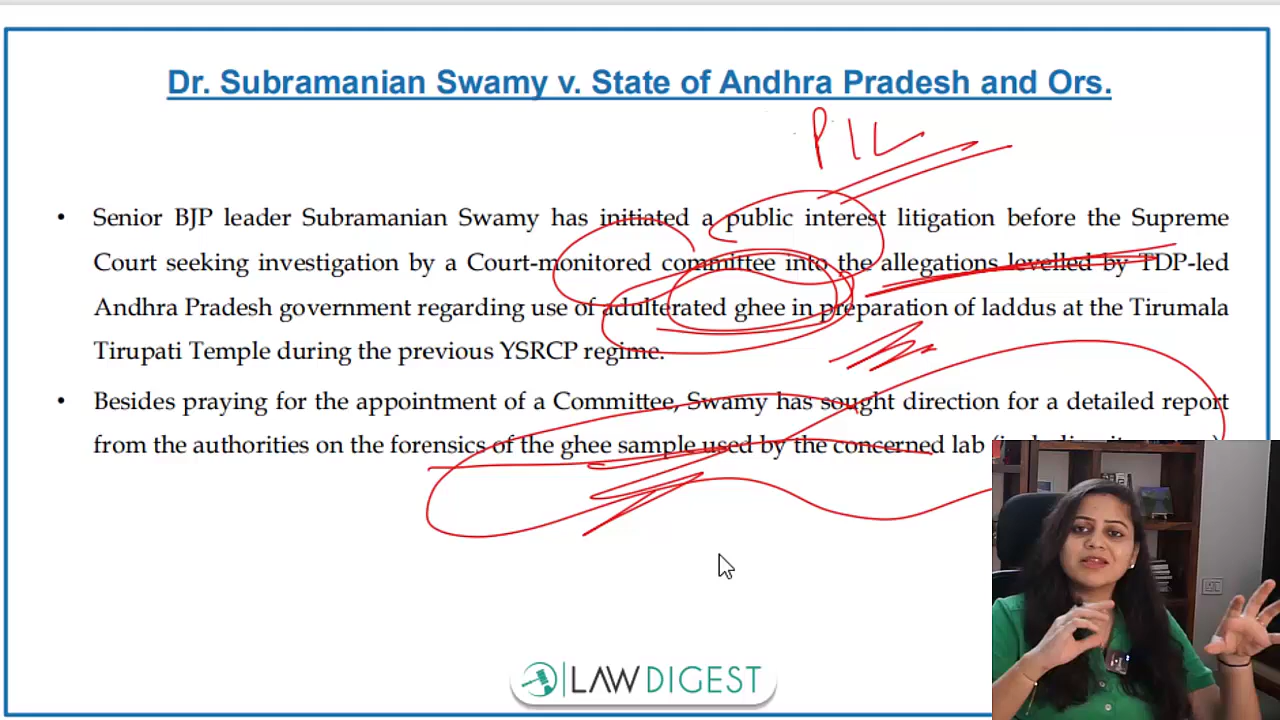 Dr. Subramanian Swamy v. State of Andhra Pradesh and Ors.
PIL
• Senior BJP leader Subramanian Swamy has initiated a public interest litigation before the Supreme
Court seeking investigation by a Court-monitored committee into the allegations levelled by TDP-led
Andhra Pradesh government regarding use of adulterated ghee in preparation of laddus at the Tirumala
Tirupati Temple during the previous YSRCP regime.
• Besides praying for the appointment of a Committee, Swamy has sought direction for a detailed report
from the authorities on the forensics of the ghee sample used by the concerned lab
LAWDIGEST